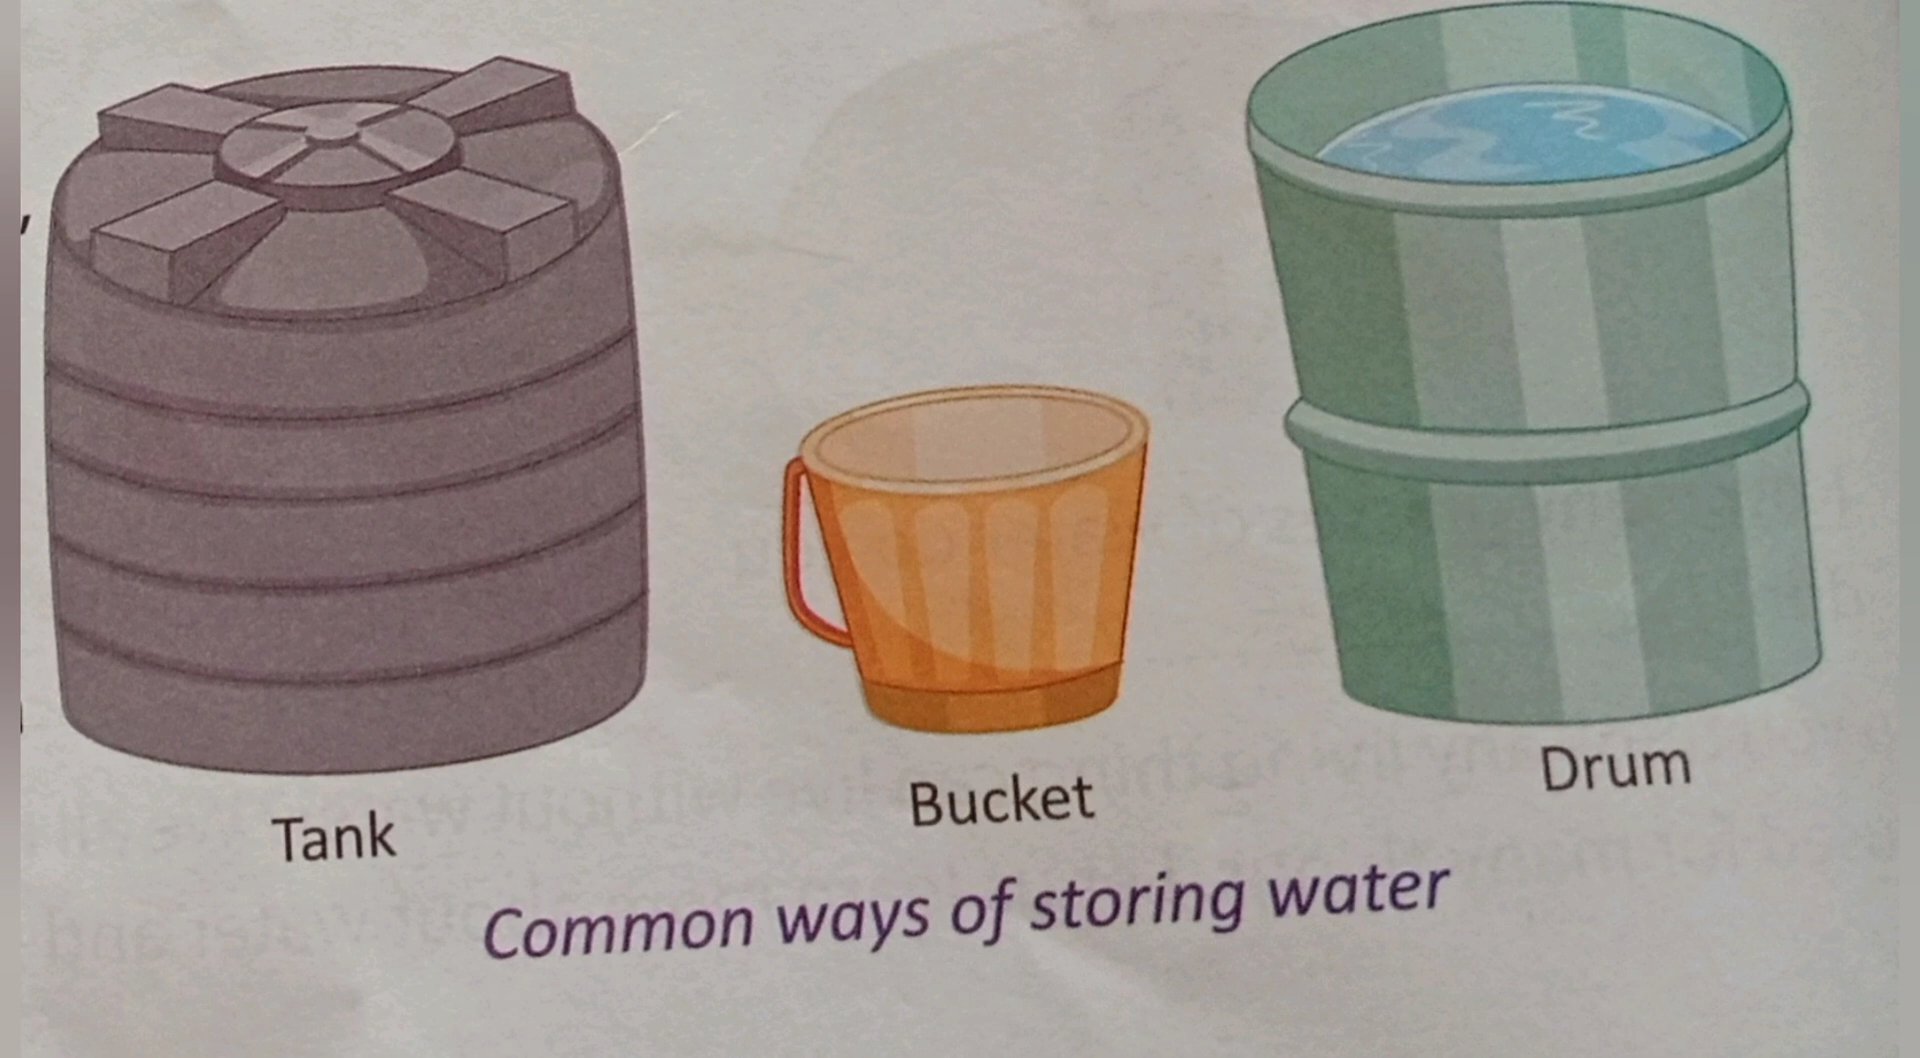 Tank
Bucket
Drum
Common ways of storing water